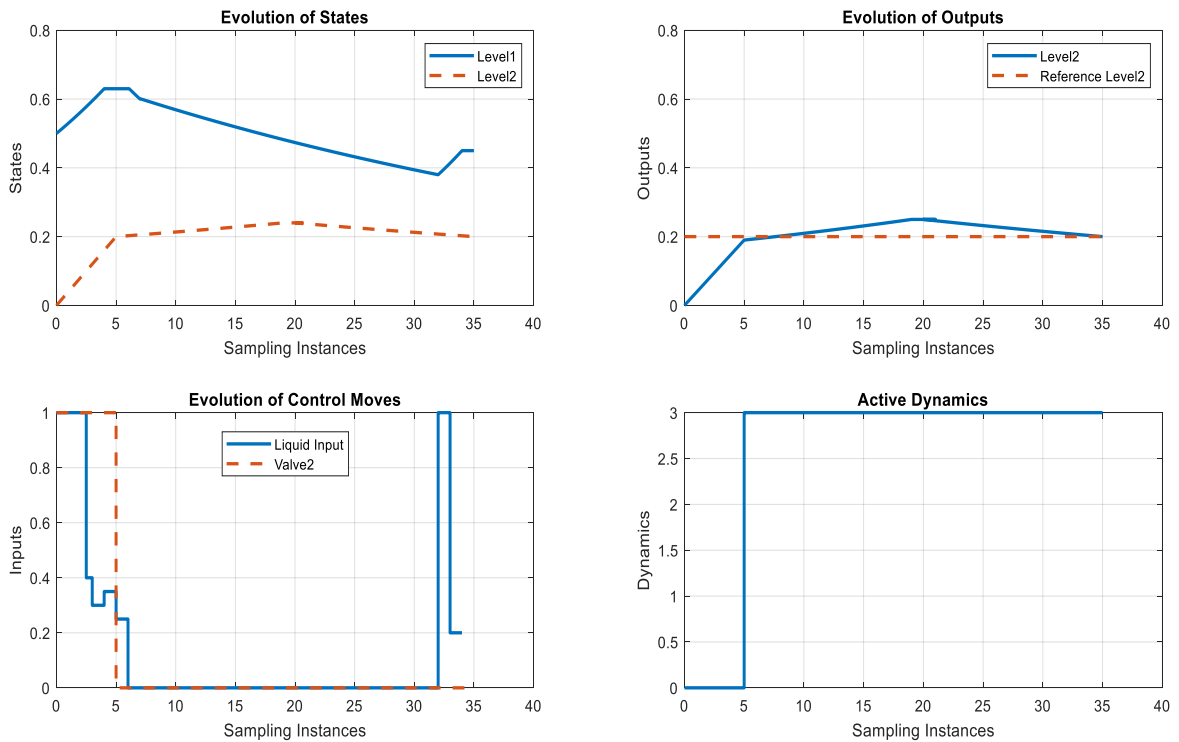 Evolution of States
0.8
0.6
0.4
0.2
0
States
Level1
Level2
0 5 10 15 20 25 30 35 40
Sampling Instances
Evolution of Outputs
0.8
0.6
0.4
0.2
0
Outputs
Level2
Reference Level2
0 5 10 15 20 25 30 35 40
Sampling Instances
Evolution of Control Moves
1
0.8
0.6
0.4
0.2
0
Inputs
Liquid Input
Valve2
0 5 10 15 20 25 30 35 40
Sampling Instances
Active Dynamics
3
2.5
2
1.5
1
0.5
0
Dynamics
0 5 10 15 20 25 30 35 40
Sampling Instances